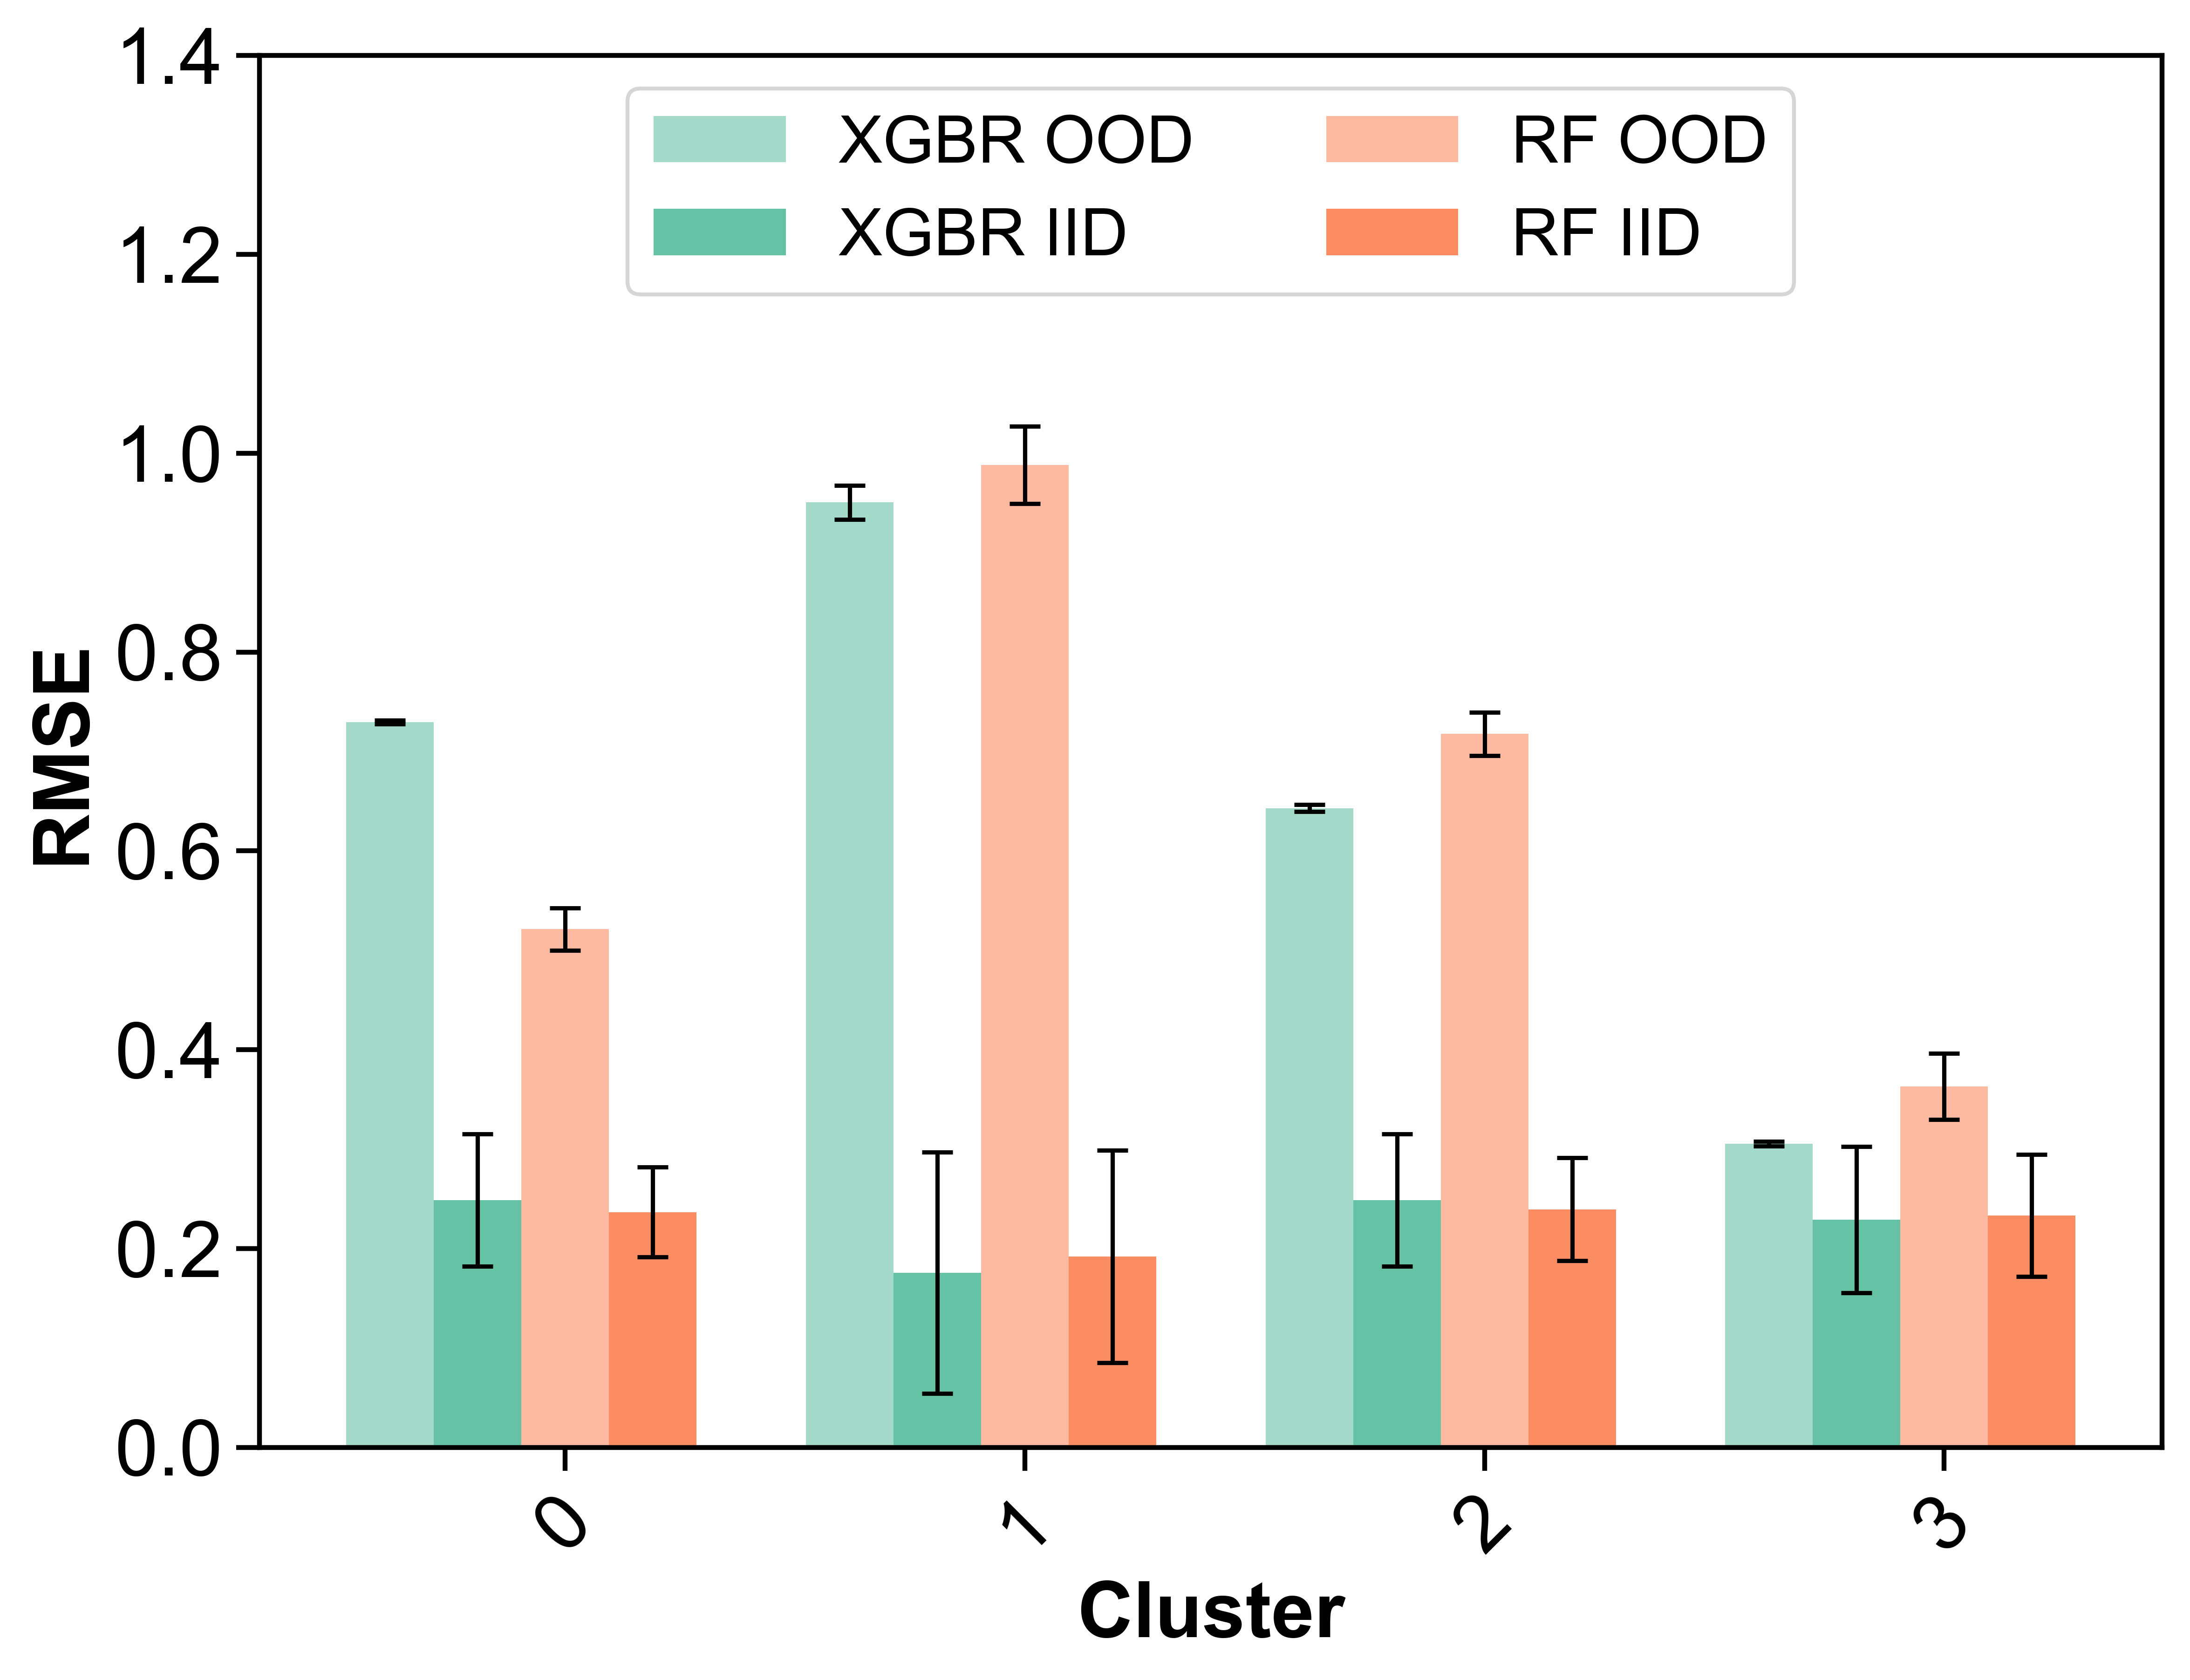 XGBR OOD
XGBR IID
RF OOD
RF IID
RMSE
1.4
1.2
1.0
0.8
0.6
0.4
0.2
0.0
0
1
2
3
Cluster